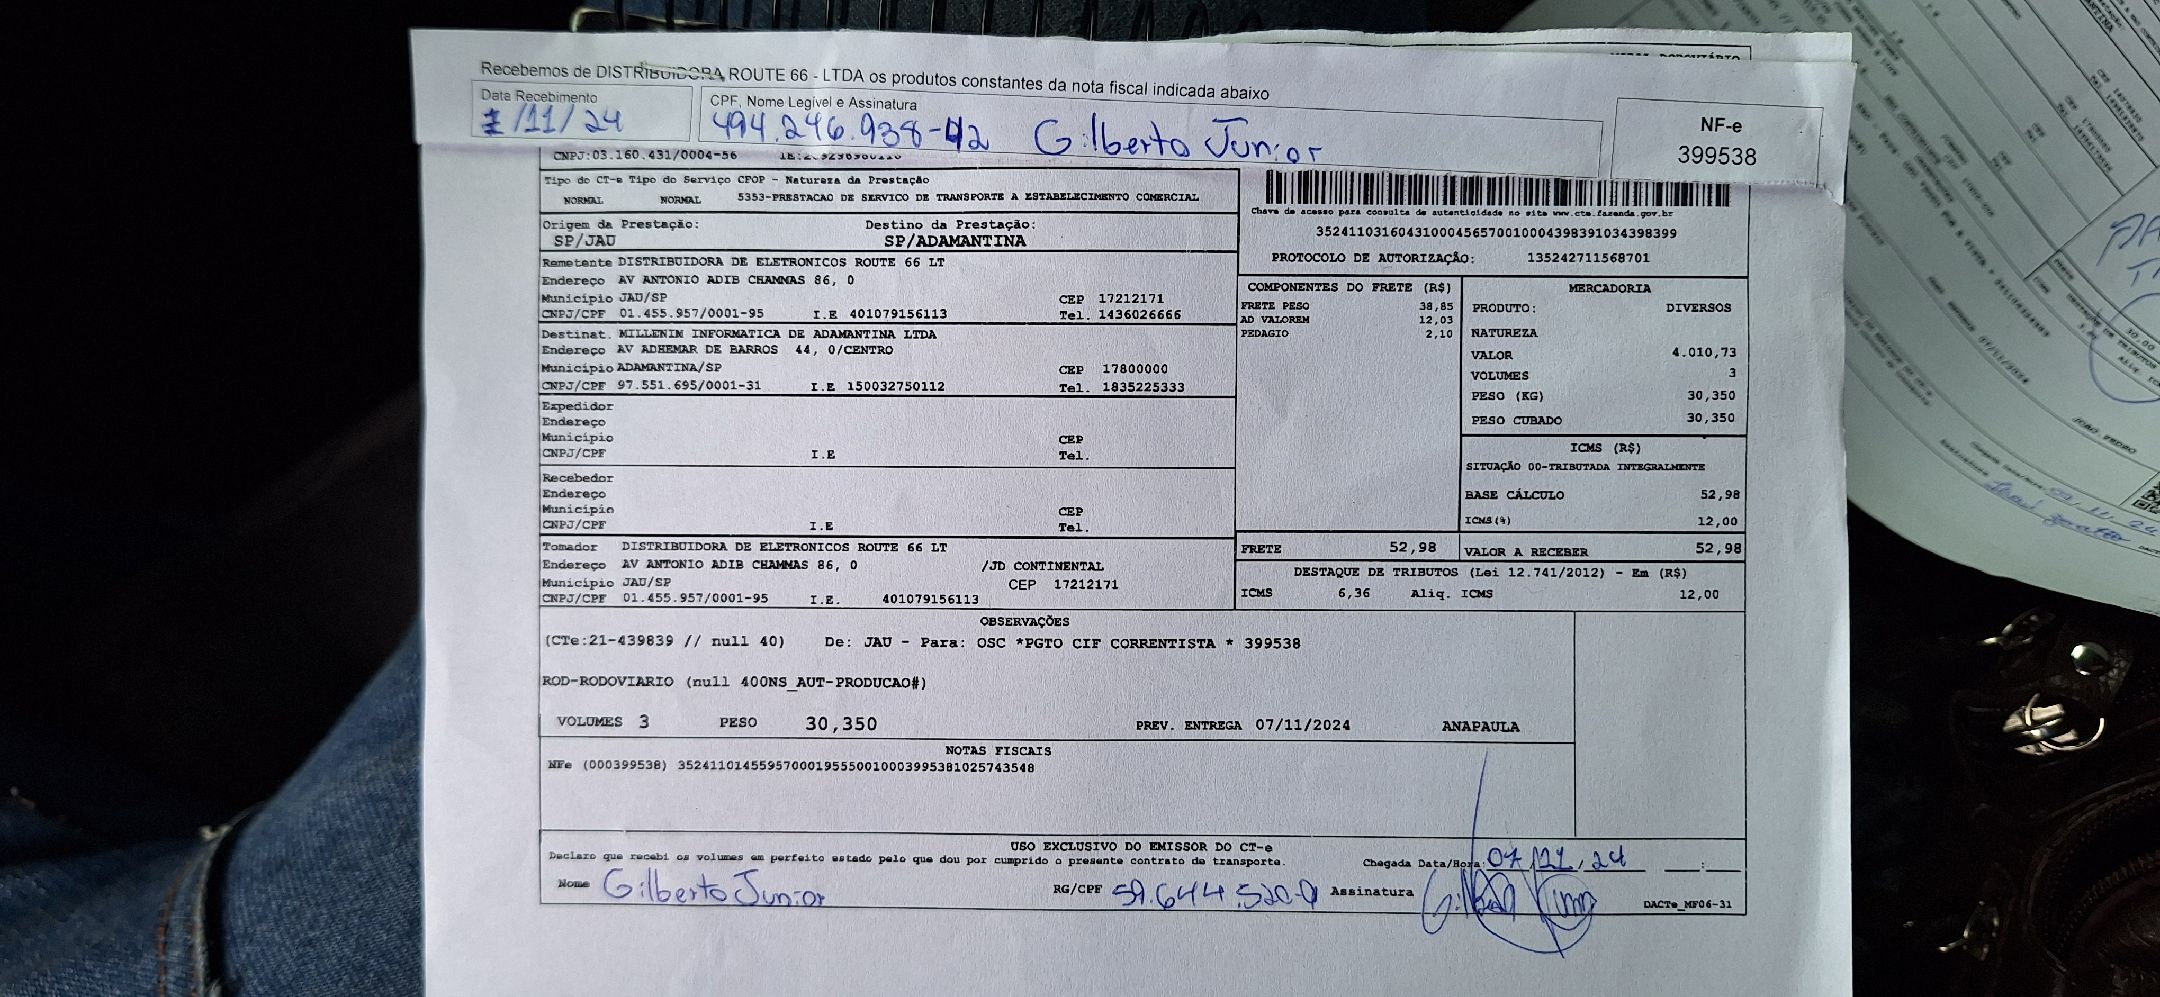 Recebemos de DISTRIBUIDORA ROUTE 66 - LTDA os produtos constantes da nota fiscal indicada abaixo
Data Recebimento
/11/24
CPF, Nome Legível e Assinatura
494.246.938-42 Gilberto Junior
NF-e
399538
CNPJ:03.160.431/0004-56
Tipo do CT-e Tipo do Serviço CFOP - Natureza da Prestação
NORMAL NORMAL 5353-PRESTACAO DE SERVICO DE TRANSPORTE A ESTABELECIMENTO COMERCIAL
Origem da Prestação: Destino da Prestação:
SP/JAU SP/ADAMANTINA
Chave de acesso para consulta de autenticidade no site www.cte.fazenda.gov.br
35241103160431000456570010004398391034398399
PROTOCOLO DE AUTORIZAÇÃO: 135242711568701
Remetente DISTRIBUIDORA DE ELETRONICOS ROUTE 66 LT
Endereço AV ANTONIO ADIB CHAMMAS 86, 0
Município JAU/SP CEP 17212171
CNPJ/CPF 01.455.957/0001-95 I.E 401079156113 Tel. 1436026666
Destinat. MILLENIM INFORMATICA DE ADAMANTINA LTDA
Endereço AV ADHEMAR DE BARROS 44, 0/CENTRO
Município ADAMANTINA/SP CEP 17800000
CNPJ/CPF 97.551.695/0001-31 I.E 150032750112 Tel. 1835225333
Expedidor
Endereço
Município CEP
CNPJ/CPF I.E Tel.
Recebedor
Endereço
Município CEP
CNPJ/CPF I.E Tel.
Tomador DISTRIBUIDORA DE ELETRONICOS ROUTE 66 LT
Endereço AV ANTONIO ADIB CHAMMAS 86, 0 /JD CONTINENTAL
Município JAU/SP CEP 17212171
CNPJ/CPF 01.455.957/0001-95 I.E. 401079156113
COMPONENTES DO FRETE (R$)
FRETE PESO 38,85
AD VALOREM 12,03
PEDAGIO 2,10
MERCADORIA
PRODUTO: DIVERSOS
NATUREZA
VALOR 4.010,73
VOLUMES 3
PESO (KG) 30,350
PESO CUBADO 30,350
ICMS (R$)
SITUAÇÃO 00-TRIBUTADA INTEGRALMENTE
BASE CÁLCULO 52,98
ICMS(%) 12,00
FRETE 52,98 VALOR A RECEBER 52,98
DESTAQUE DE TRIBUTOS (Lei 12.741/2012) - Em (R$)
ICMS 6,36 Aliq. ICMS 12,00
OBSERVAÇÕES
(CTe:21-439839 // null 40) De: JAU - Para: OSC *PGTO CIF CORRENTISTA * 399538
ROD-RODOVIARIO (null 400NS_AUT-PRODUCAO#)
VOLUMES 3 PESO 30,350 PREV. ENTREGA 07/11/2024 ANAPAULA
NOTAS FISCAIS
NFe (000399538) 35241101455957000195550010003995381025743548
USO EXCLUSIVO DO EMISSOR DO CT-e
Declaro que recebi os volumes em perfeito estado pelo que dou por cumprido o presente contrato de transporte. Chegada Data/Hora: 07/11/24 :
Nome Gilberto Junior RG/CPF 59.644.520-9 Assinatura
DACTe_MF06-31